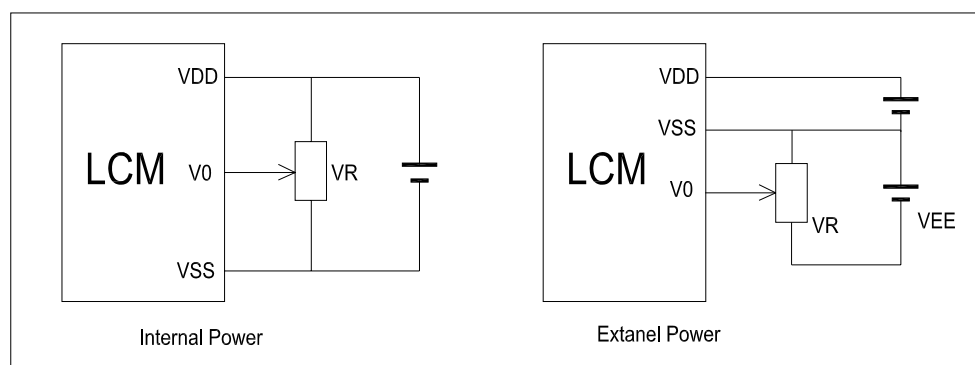 VDD
LCM
V0
VR
VSS
Internal Power
VDD
VSS
LCM
V0
VR
VEE
Extanel Power